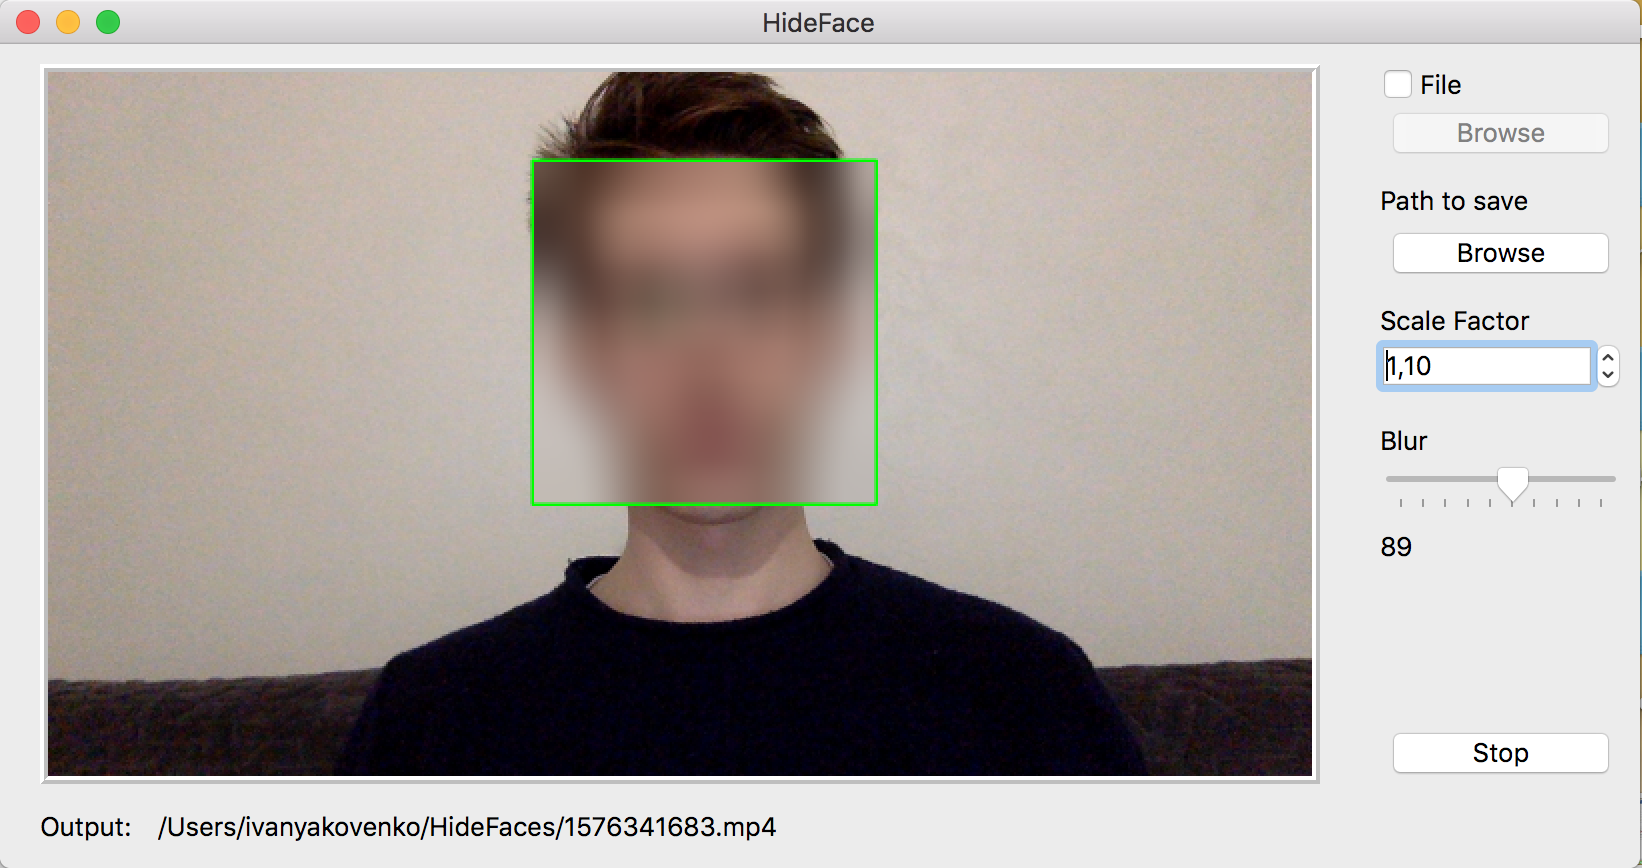 HideFace
File
Browse
Path to save
Browse
Scale Factor
1,10
Blur
89
Stop
Output: /Users/ivanyakovenko/HideFaces/1576341683.mp4